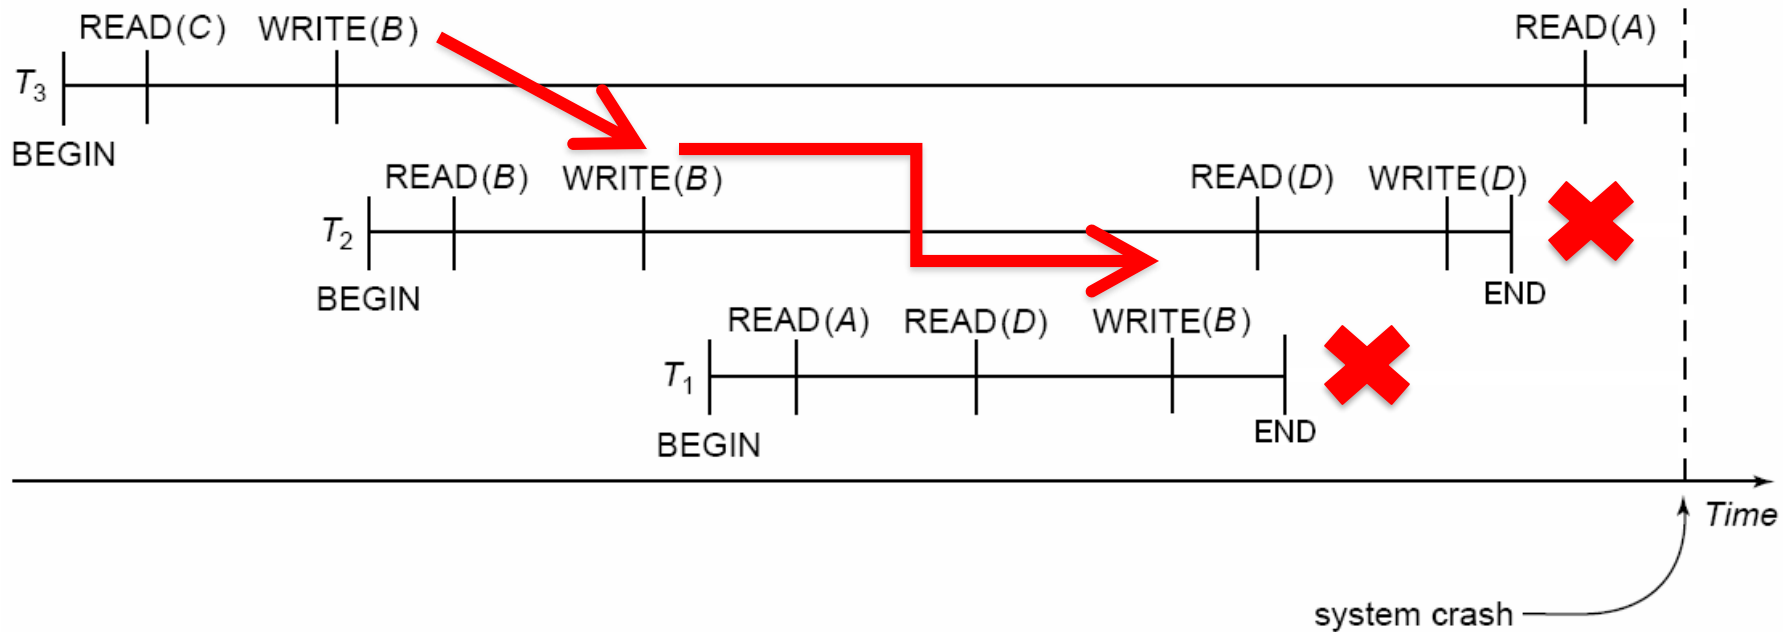 READ(C) WRITE(B) READ(A)
T3
BEGIN
READ(B) WRITE(B) READ(D) WRITE(D)
T2
BEGIN END
READ(A) READ(D) WRITE(B)
T1
BEGIN END
Time
system crash